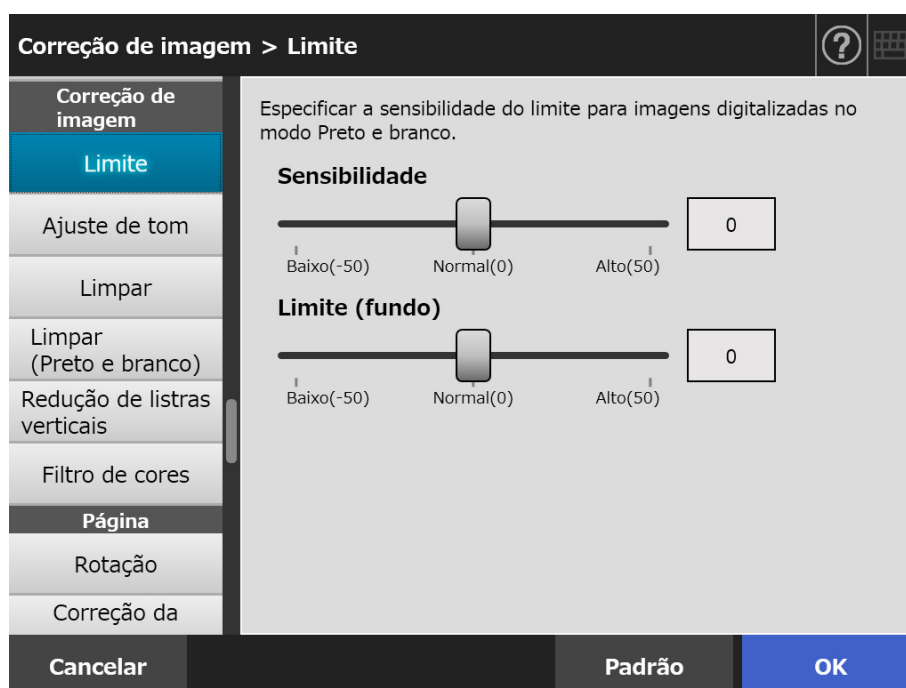 Correção de imagem > Limite
?
Correção de
imagem
Limite
Ajuste de tom
Limpar
Limpar
(Preto e branco)
Redução de listras
verticais
Filtro de cores
Página
Rotação
Correção da
Especificar a sensibilidade do limite para imagens digitalizadas no
modo Preto e branco.
Sensibilidade
0
Baixo(-50) Normal(0) Alto(50)
Limite (fundo)
0
Baixo(-50) Normal(0) Alto(50)
Cancelar Padrão OK